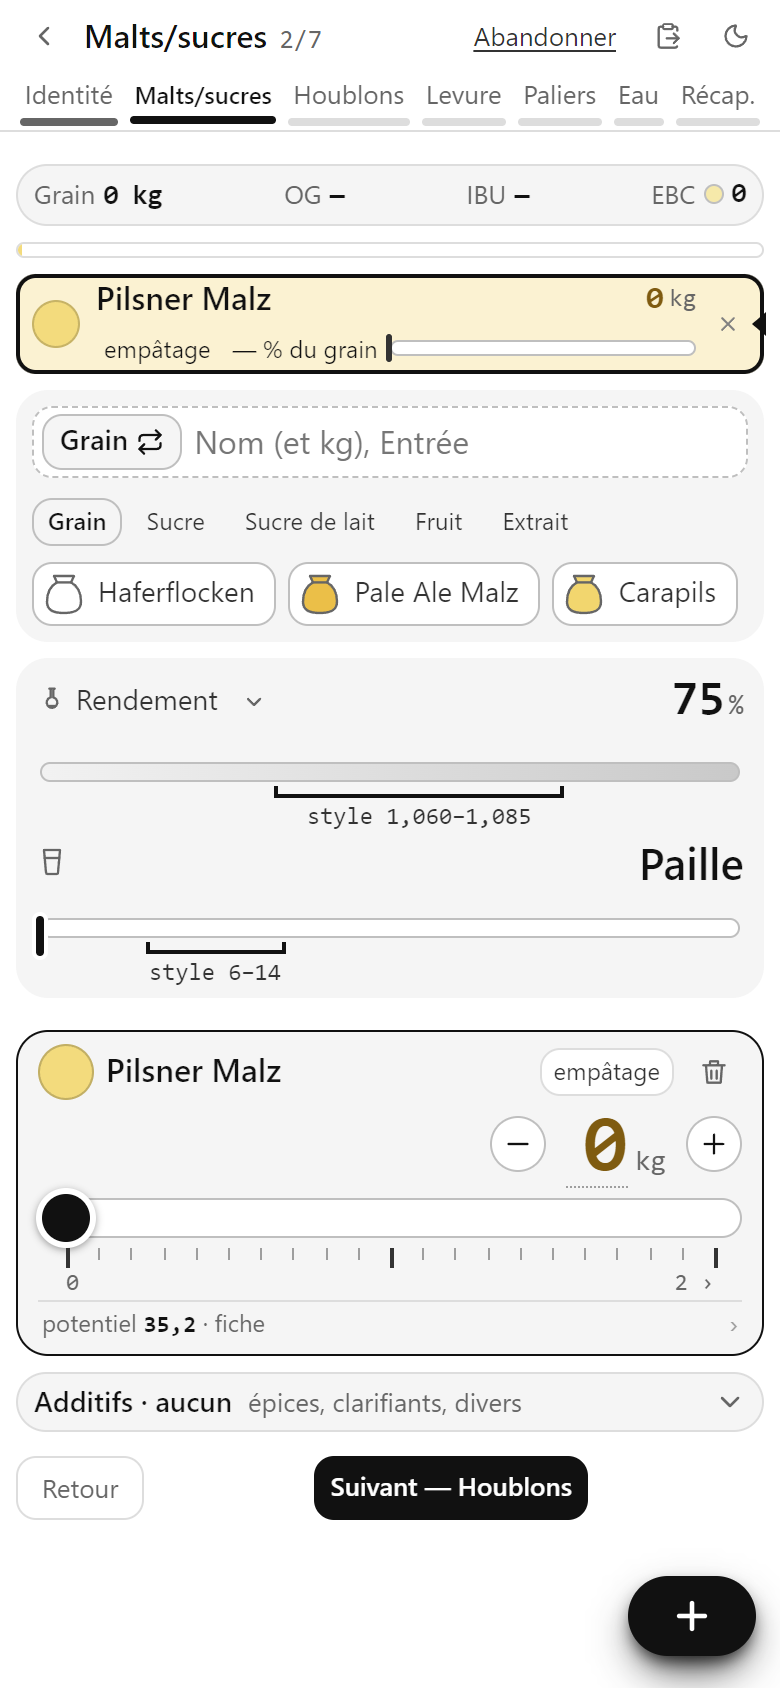 Malts/sucres 2/7 Abandonner
Identité Malts/sucres Houblons Levure Paliers Eau Récap.
Grain 0 kg OG – IBU – EBC 0
Pilsner Malz 0 kg
empâtage — % du grain
Grain Nom (et kg), Entrée
Grain Sucre Sucre de lait Fruit Extrait
Haferflocken Pale Ale Malz Carapils
Rendement 75 %
style 1,060–1,085
Paille
style 6–14
Pilsner Malz empâtage
0 kg
0 2 ›
potentiel 35,2 · fiche ›
Additifs · aucun épices, clarifiants, divers
Retour Suivant — Houblons